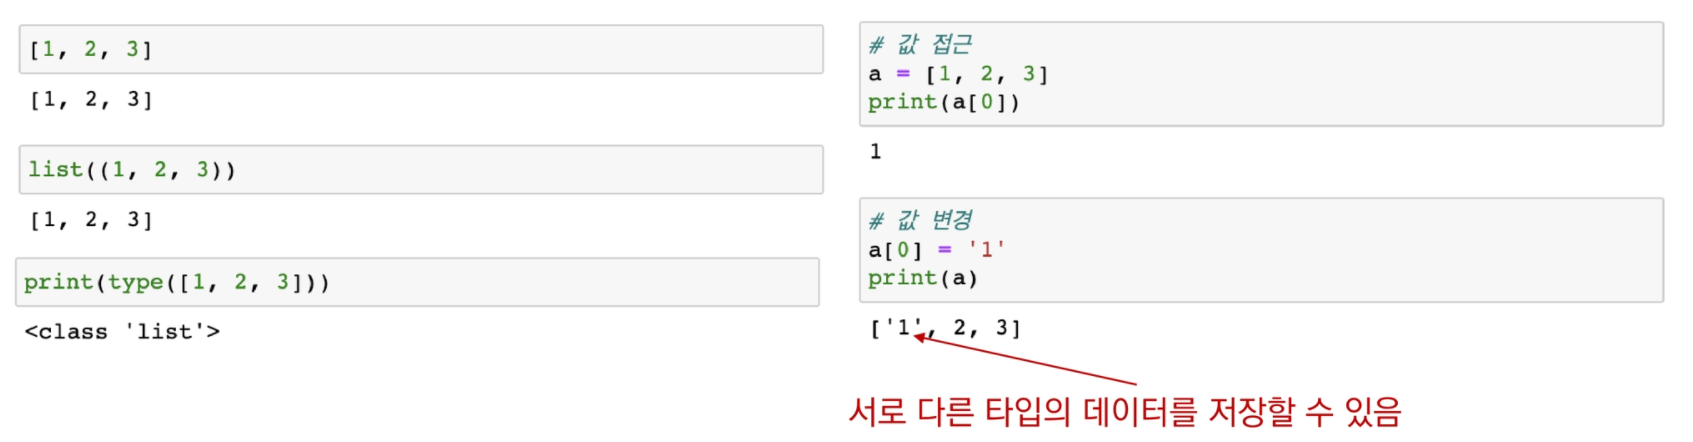 [1, 2, 3]
[1, 2, 3]
list((1, 2, 3))
[1, 2, 3]
print(type([1, 2, 3]))
<class 'list'>
# 값 접근
a = [1, 2, 3]
print(a[0])
1
# 값 변경
a[0] = '1'
print(a)
['1', 2, 3]
서로 다른 타입의 데이터를 저장할 수 있음